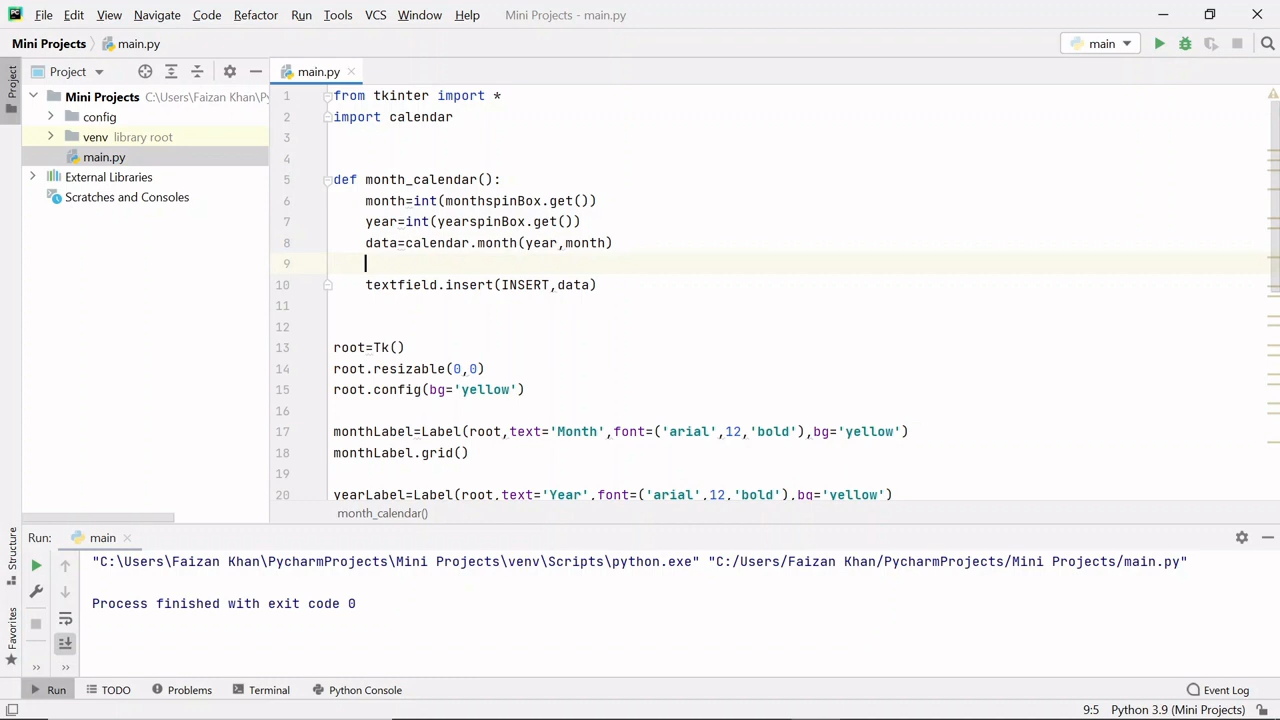 PC File Edit View Navigate Code Refactor Run Tools VCS Window Help Mini Projects - main.py
Mini Projects main.py main
Project
Project main.py
Mini Projects C:\Users\Faizan Khan\Py
config
venv library root
main.py
External Libraries
Scratches and Consoles
1 from tkinter import *
2 import calendar
3
4
5 def month_calendar():
6 month=int(monthspinBox.get())
7 year=int(yearspinBox.get())
8 data=calendar.month(year,month)
9
10 textfield.insert(INSERT,data)
11
12
13 root=Tk()
14 root.resizable(0,0)
15 root.config(bg='yellow')
16
17 monthLabel=Label(root,text='Month',font=('arial',12,'bold'),bg='yellow')
18 monthLabel.grid()
19
20 yearLabel=Label(root,text='Year',font=('arial',12,'bold'),bg='yellow')
month_calendar()
Structure
Favorites
Run: main
"C:\Users\Faizan Khan\PycharmProjects\Mini Projects\venv\Scripts\python.exe" "C:/Users/Faizan Khan/PycharmProjects/Mini Projects/main.py"
Process finished with exit code 0
Run TODO Problems Terminal Python Console Event Log
9:5 Python 3.9 (Mini Projects)